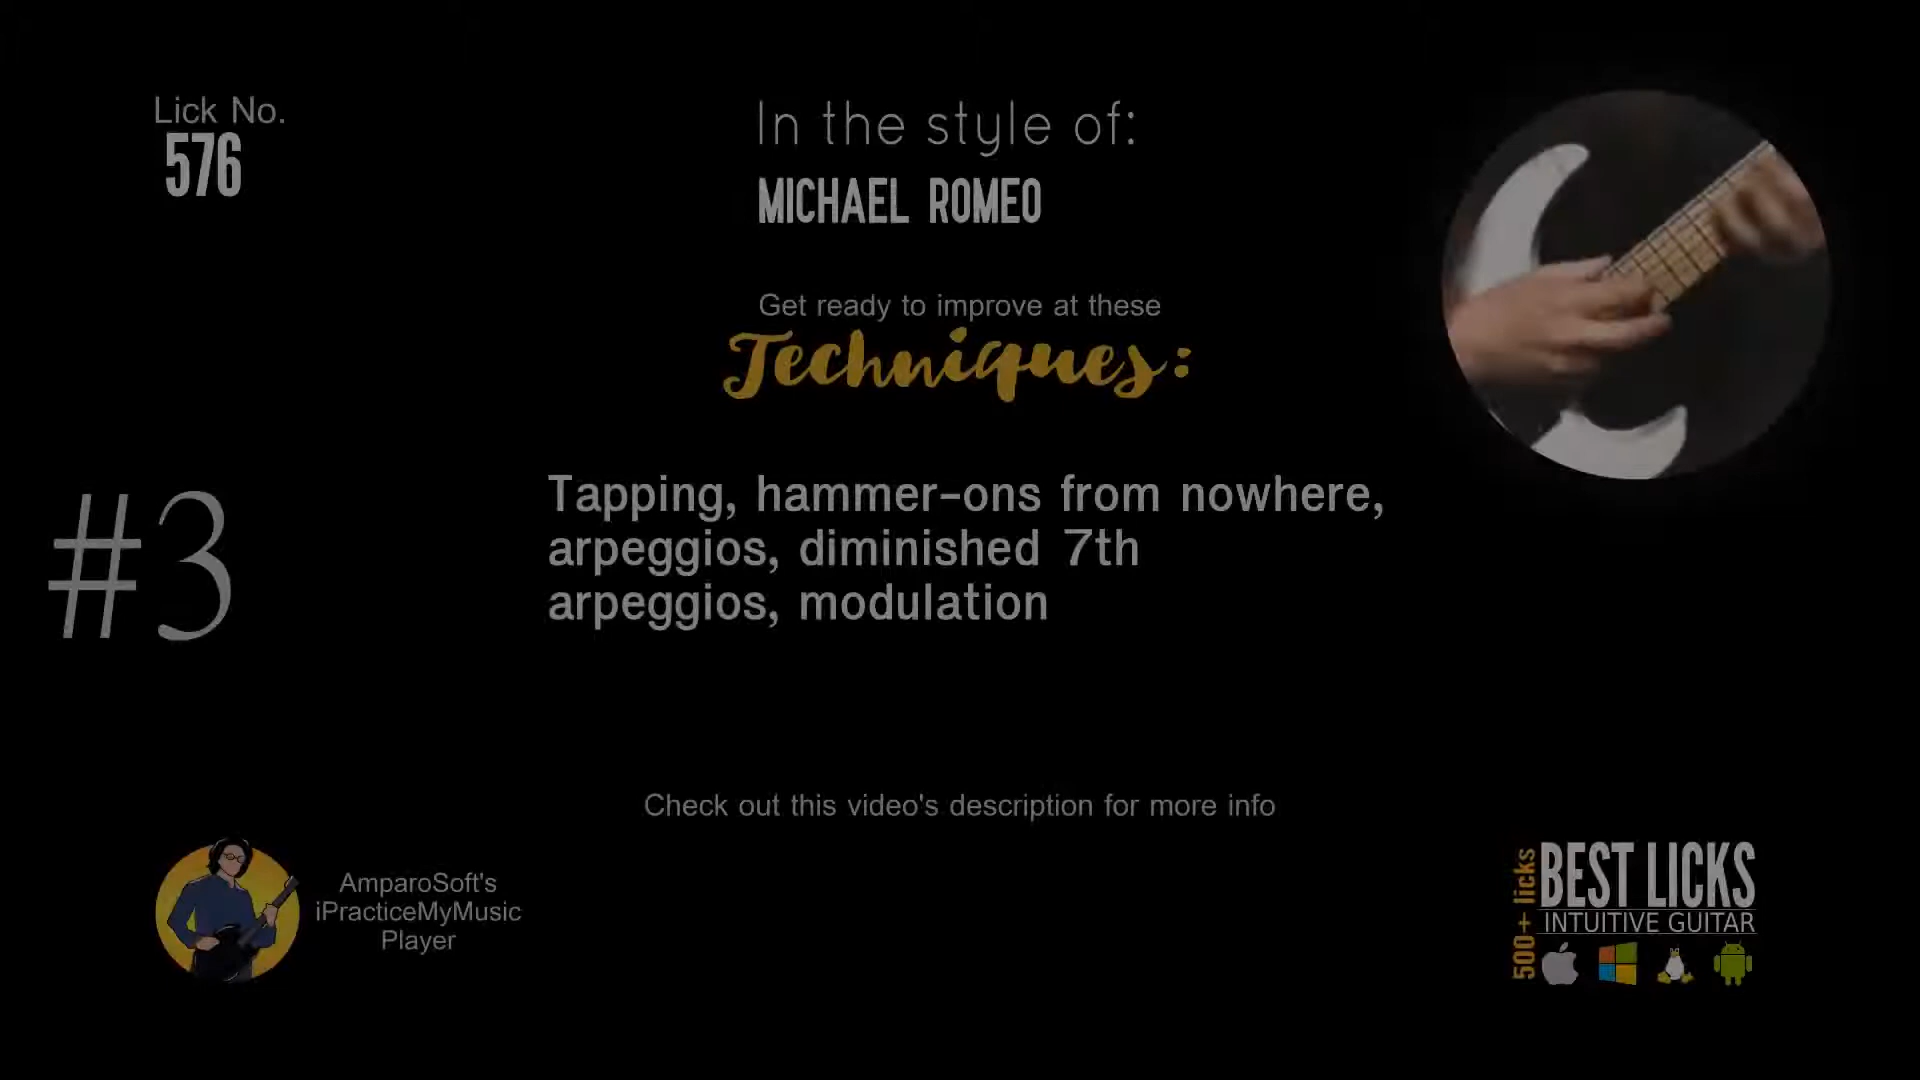 Lick No.
576
In the style of:
MICHAEL ROMEO
Get ready to improve at these
Techniques:
#3
Tapping, hammer-ons from nowhere,
arpeggios, diminished 7th
arpeggios, modulation
Check out this video's description for more info
AmparoSoft's
iPracticeMyMusic
Player
500+ licks
BEST LICKS
INTUITIVE GUITAR